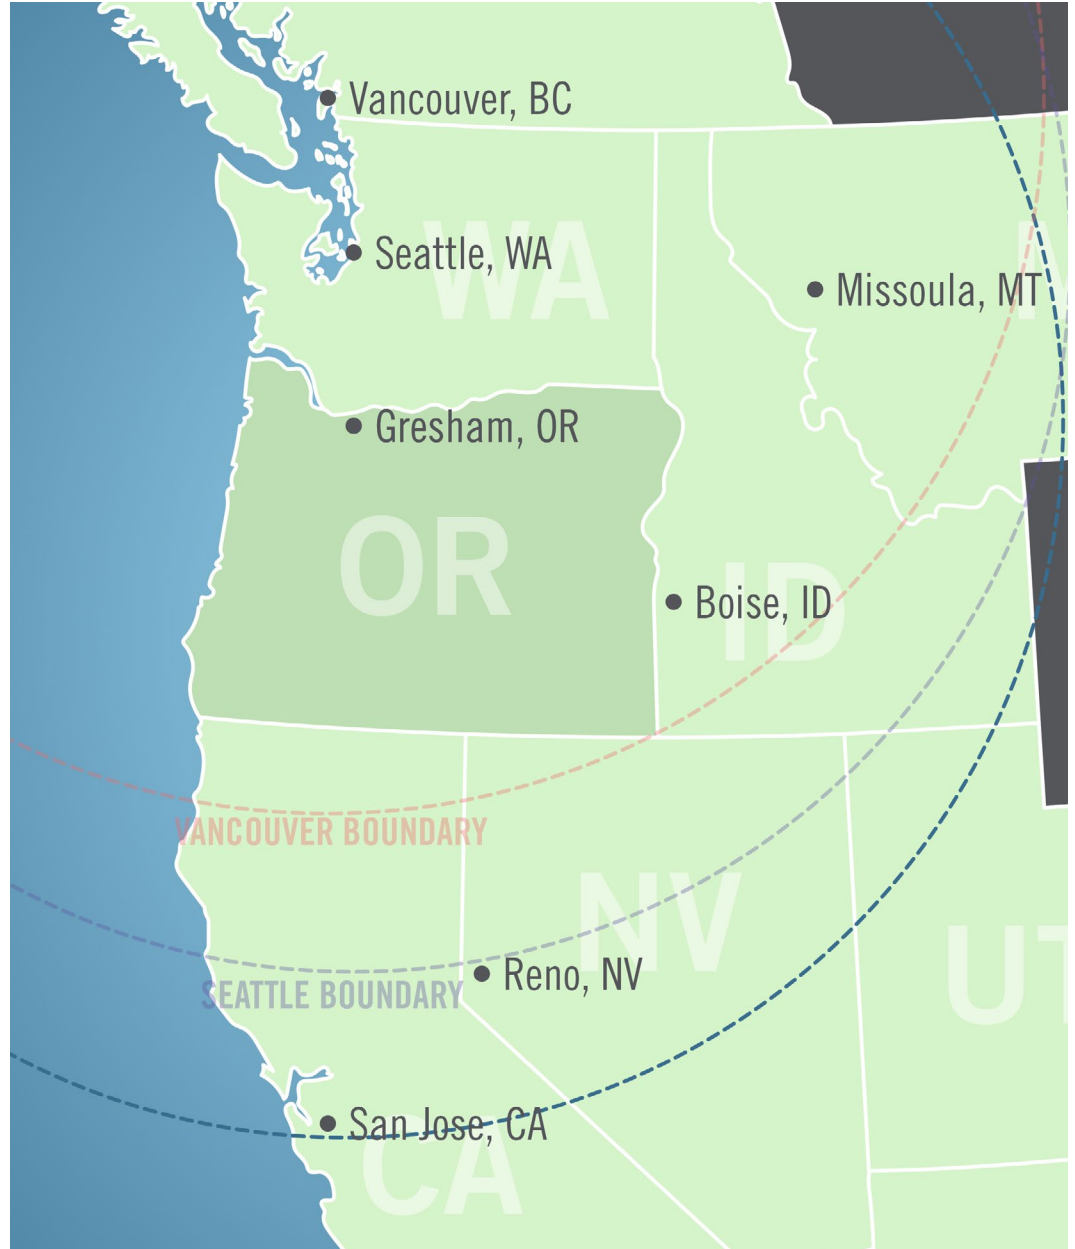 Vancouver, BC
WA
Seattle, WA
M
Missoula, MT
Gresham, OR
OR
ID
Boise, ID
VANCOUVER BOUNDARY
NV
UT
Reno, NV
SEATTLE BOUNDARY
San Jose, CA
CA